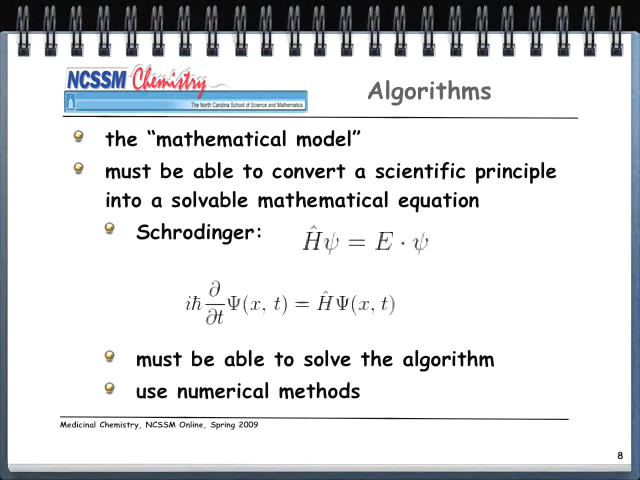 NCSSM Chemistry
The North Carolina School of Science and Mathematics
Algorithms
the “mathematical model”
must be able to convert a scientific principle
into a solvable mathematical equation
Schrodinger: Ĥψ = E · ψ
iħ ∂/∂t Ψ(x, t) = ĤΨ(x, t)
must be able to solve the algorithm
use numerical methods
Medicinal Chemistry, NCSSM Online, Spring 2009
8